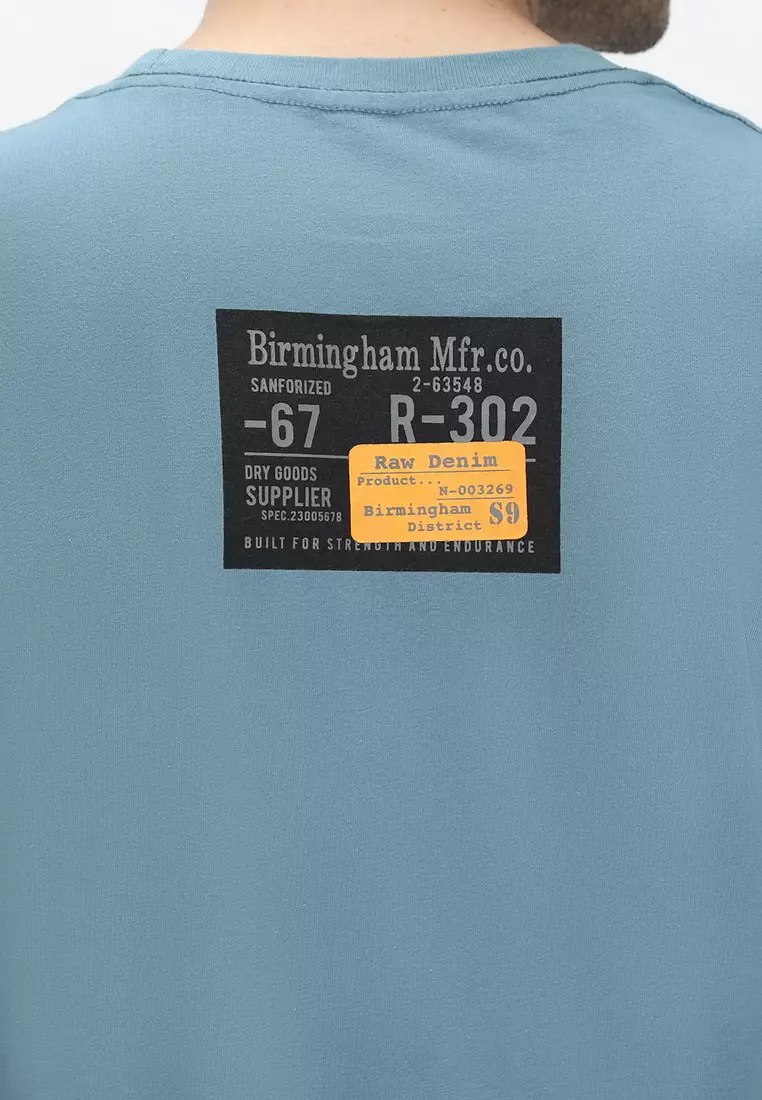 Birmingham Mfr.co.
SANFORIZED 2-63548
-67 R-302
DRY GOODS
SUPPLIER
SPEC.23005678
Raw Denim
Product...
N-003269
Birmingham
District S9
BUILT FOR STRENGTH AND ENDURANCE